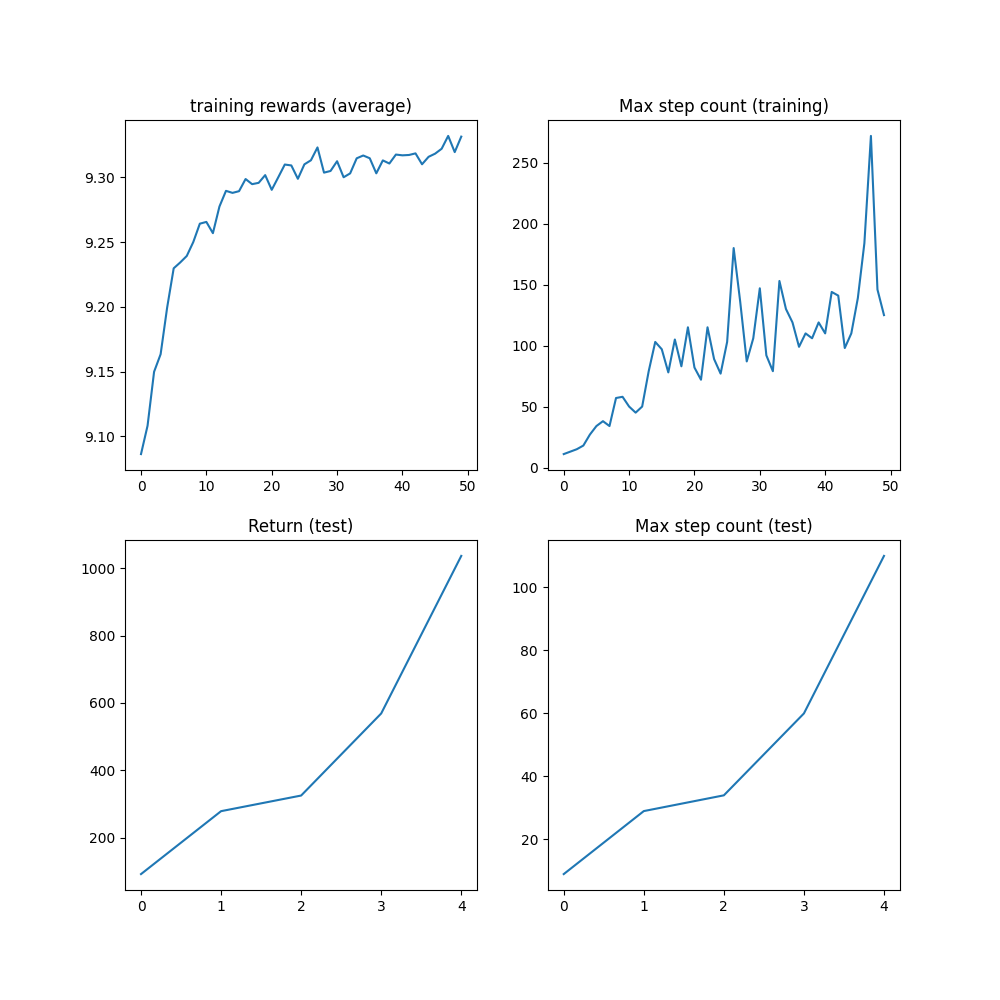 training rewards (average)
9.30
9.25
9.20
9.15
9.10
0 10 20 30 40 50
Max step count (training)
250
200
150
100
50
0
0 10 20 30 40 50
Return (test)
1000
800
600
400
200
0 1 2 3 4
Max step count (test)
100
80
60
40
20
0 1 2 3 4